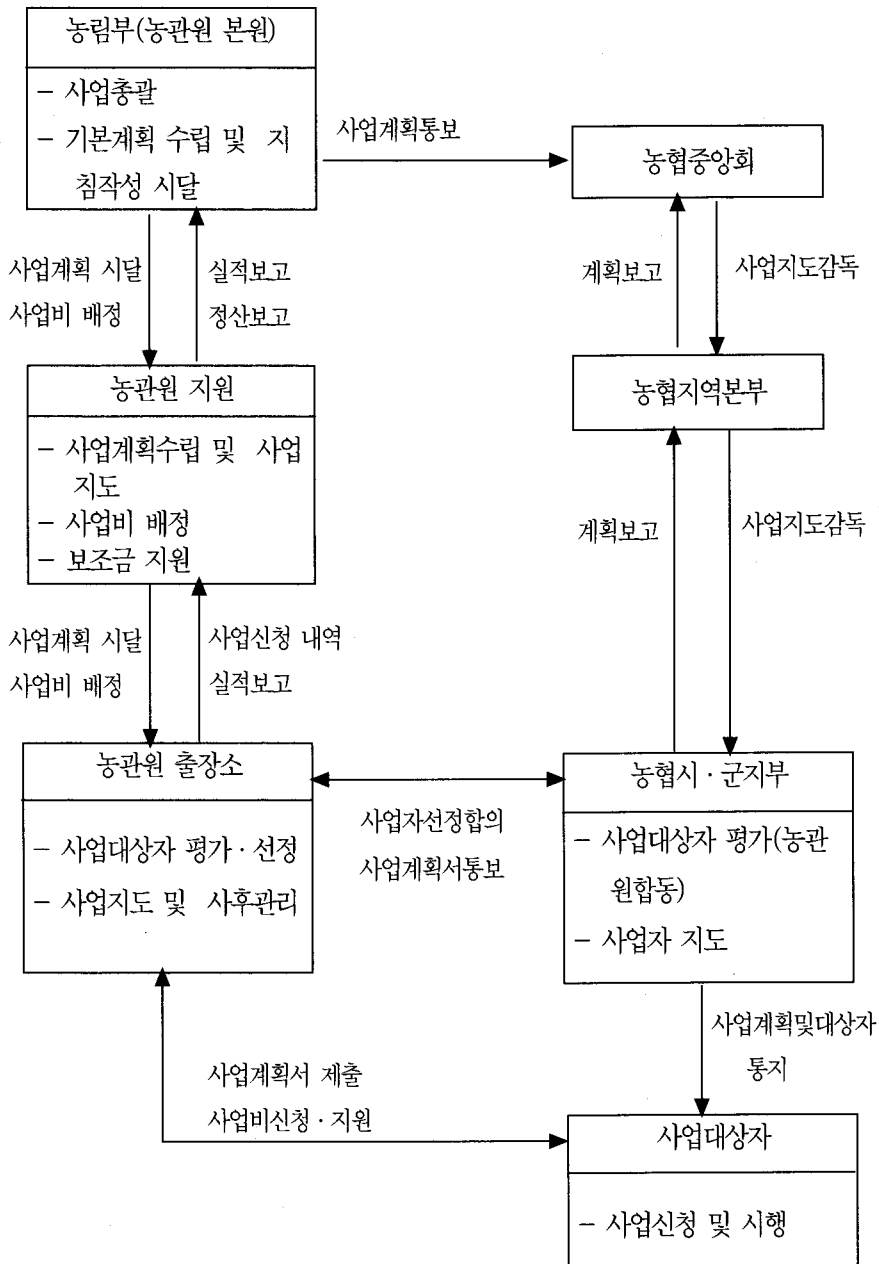 농림부(농관원 본원)
- 사업총괄
- 기본계획 수립 및 지
침작성 시달
사업계획통보
농협중앙회
사업계획 시달
사업비 배정
실적보고
정산보고
계획보고
사업지도감독
농관원 지원
- 사업계획수립 및 사업
지도
- 사업비 배정
- 보조금 지원
농협지역본부
계획보고
사업지도감독
사업계획 시달
사업비 배정
사업신청 내역
실적보고
농관원 출장소
- 사업대상자 평가·선정
- 사업지도 및 사후관리
사업자선정합의
사업계획서통보
농협시·군지부
- 사업대상자 평가(농관
원합동)
- 사업자 지도
사업계획및대상자
통지
사업계획서 제출
사업비신청·지원
사업대상자
- 사업신청 및 시행